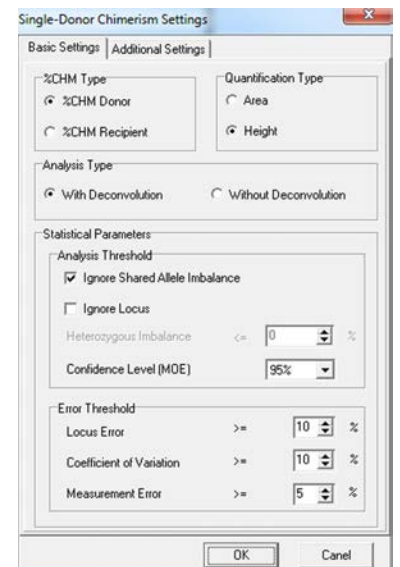 Single-Donor Chimerism Settings
Basic Settings Additional Settings
%CHM Type Quantification Type
%CHM Donor Area
%CHM Recipient Height
Analysis Type
With Deconvolution Without Deconvolution
Statistical Parameters
Analysis Threshold
Ignore Shared Allele Imbalance
Ignore Locus
Heterozygous Imbalance <= 0 %
Confidence Level (MOE) 95%
Error Threshold
Locus Error >= 10 %
Coefficient of Variation >= 10 %
Measurement Error >= 5 %
OK Canel